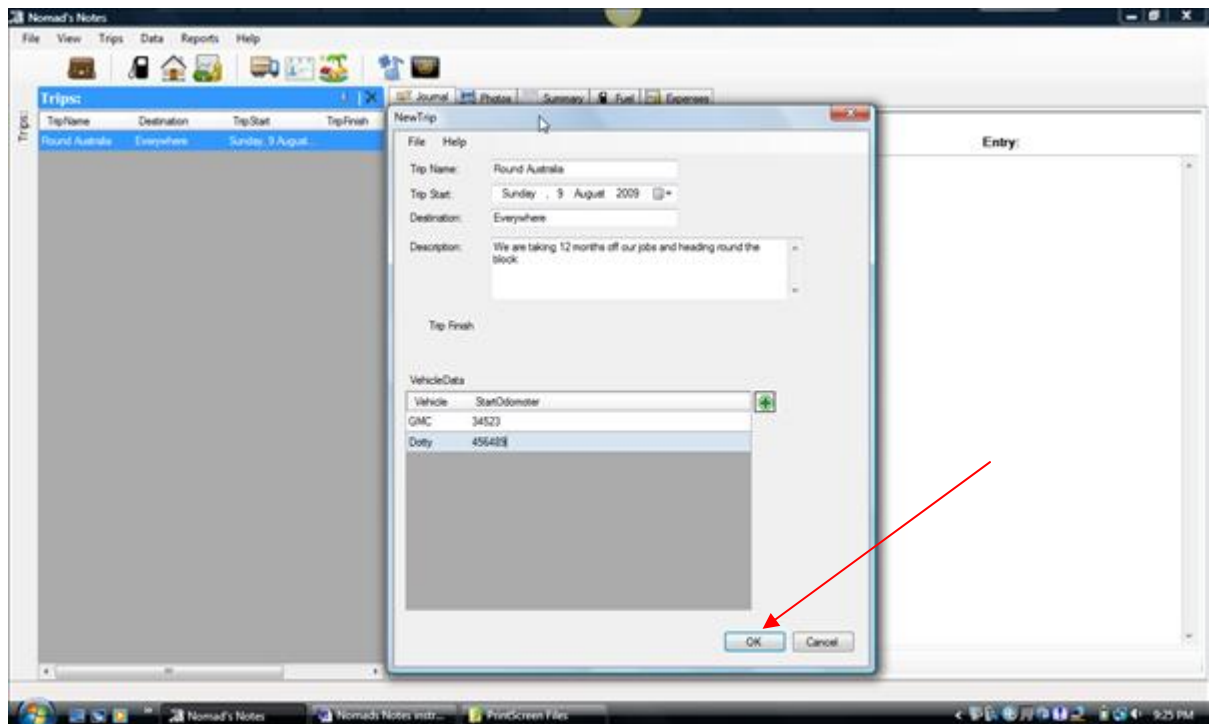 Nomad's Notes
File View Trips Data Reports Help
Trips:
Journal Photos Summary Fuel Expenses
Trips:
TripName Destination TripStart TripFinish
Round Australia Everywhere Sunday, 9 August...
Entry:
NewTrip
File Help
Trip Name: Round Australia
Trip Start: Sunday , 9 August 2009
Destination: Everywhere
Description: We are taking 12 months off our jobs and heading round the
block
Trip Finish
VehicleData
Vehicle StartOdomoter
GMC 34523
Dotty 456489
OK Cancel
Nomad's Notes Nomads Notes instr... PrintScreen Files 9:25 PM